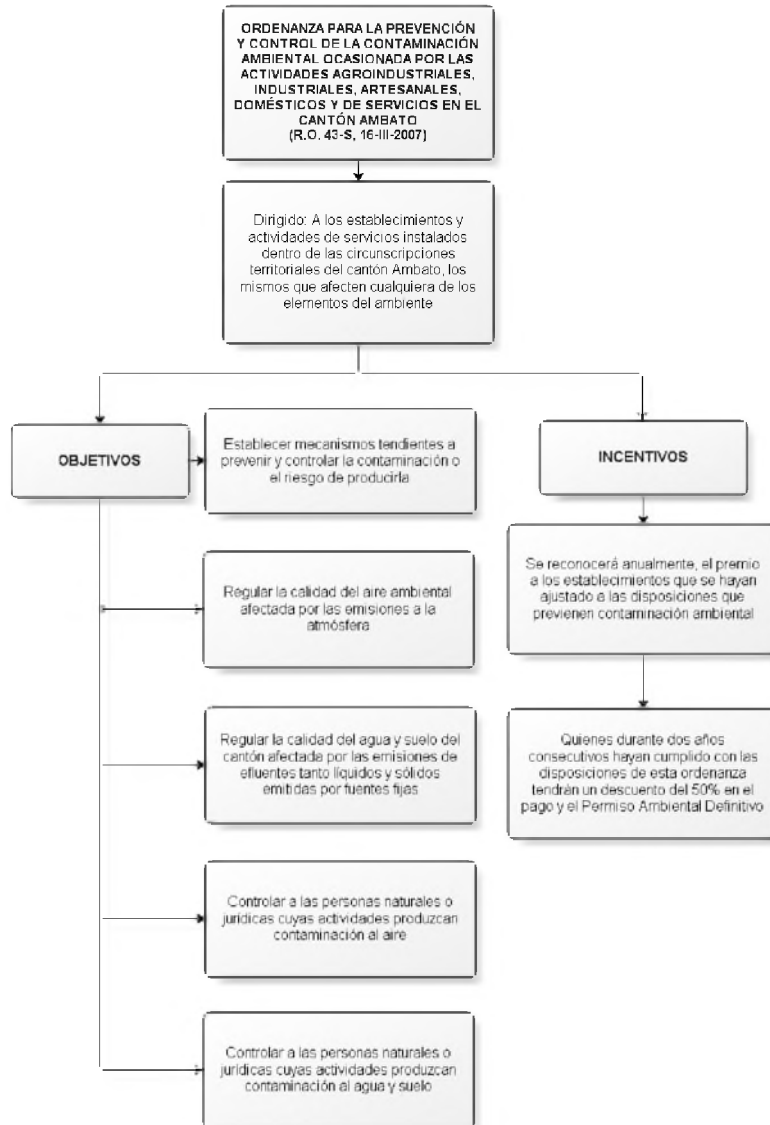 ORDENANZA PARA LA PREVENCIÓN
Y CONTROL DE LA CONTAMINACIÓN
AMBIENTAL OCASIONADA POR LAS
ACTIVIDADES AGROINDUSTRIALES,
INDUSTRIALES, ARTESANALES,
DOMÉSTICOS Y DE SERVICIOS EN EL
CANTÓN AMBATO
(R.O. 43-S, 16-III-2007)
Dirigido: A los establecimientos y
actividades de servicios instalados
dentro de las circunscripciones
territoriales del cantón Ambato, los
mismos que afecten cualquiera de los
elementos del ambiente
OBJETIVOS
Establecer mecanismos tendientes a
prevenir y controlar la contaminación o
el riesgo de producirla
Regular la calidad del aire ambiental
afectada por las emisiones a la
atmósfera
Regular la calidad del agua y suelo del
cantón afectada por las emisiones de
efluentes tanto líquidos y sólidos
emitidas por fuentes fijas
Controlar a las personas naturales o
jurídicas cuyas actividades produzcan
contaminación al aire
Controlar a las personas naturales o
jurídicas cuyas actividades produzcan
contaminación al agua y suelo
INCENTIVOS
Se reconocerá anualmente, el premio
a los establecimientos que se hayan
ajustado a las disposiciones que
previenen contaminación ambiental
Quienes durante dos años
consecutivos hayan cumplido con las
disposiciones de esta ordenanza
tendrán un descuento del 50% en el
pago y el Permiso Ambiental Definitivo